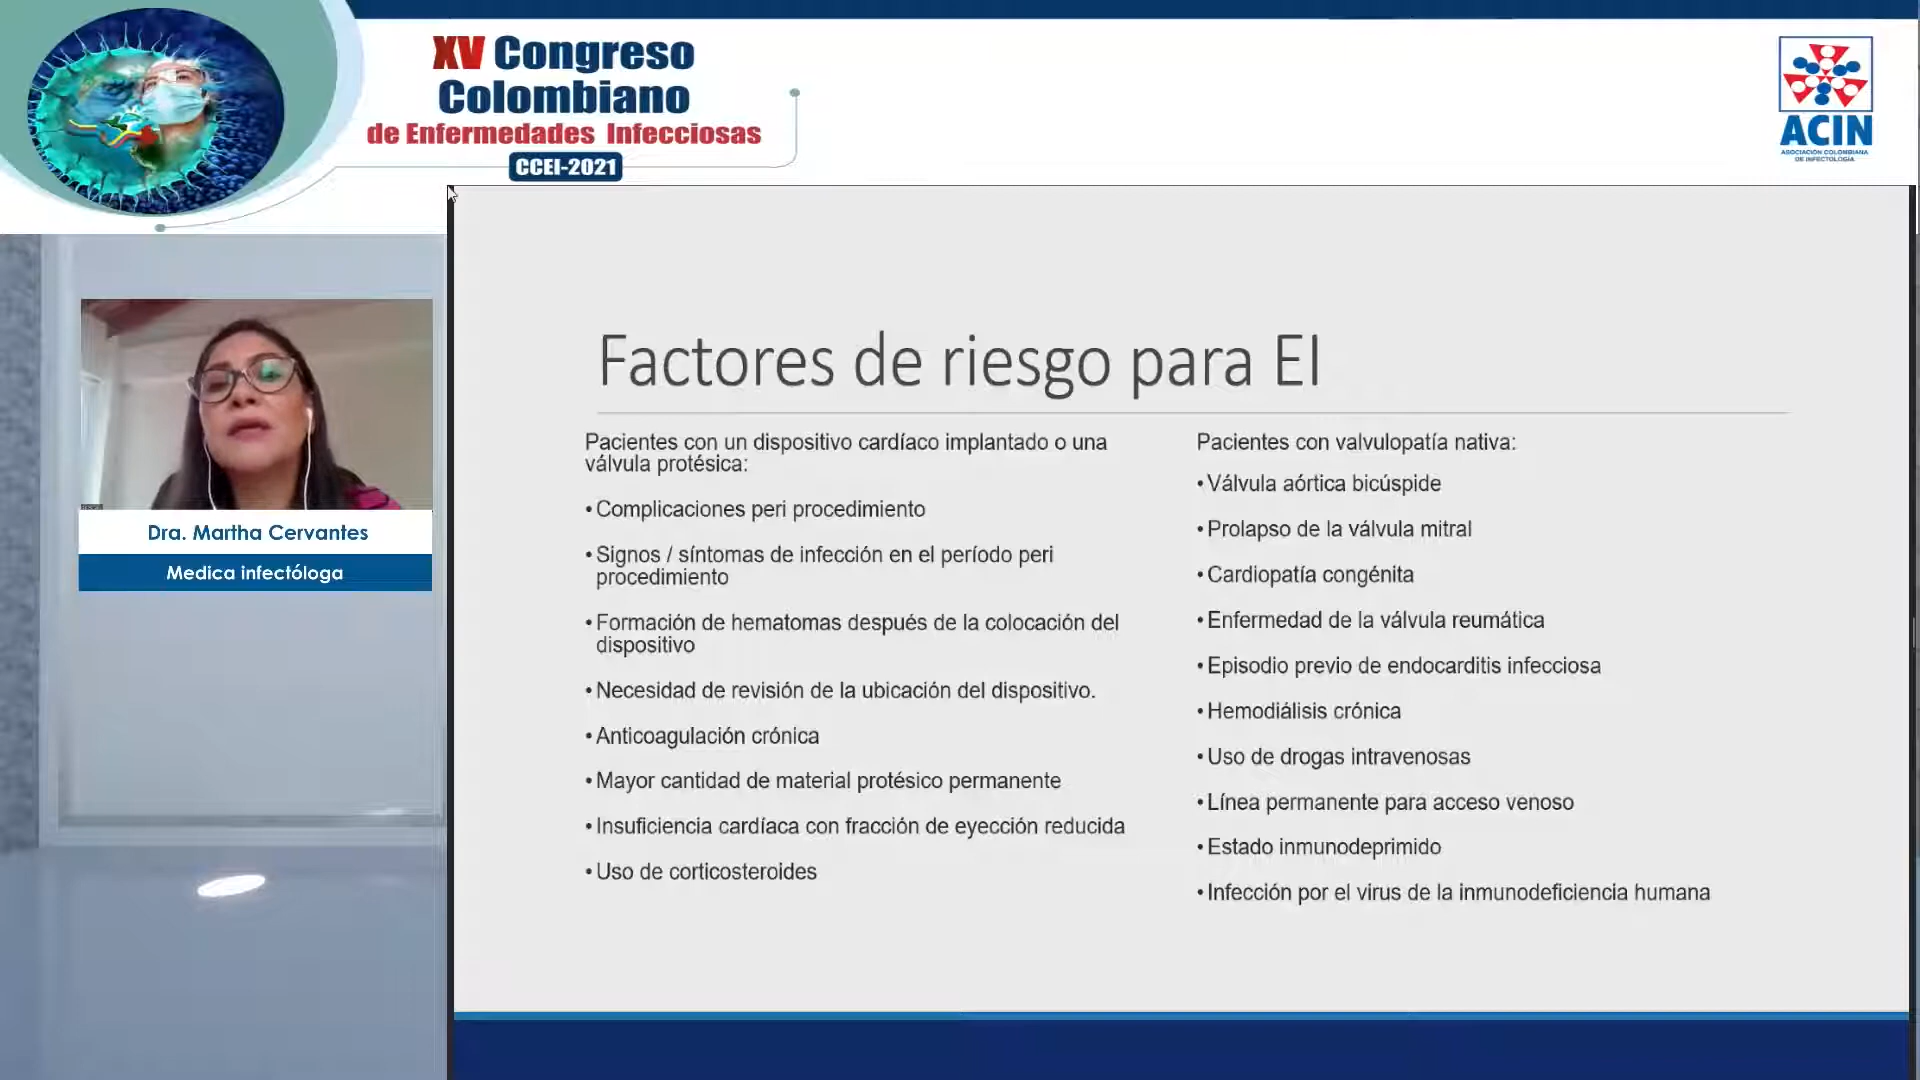 XV Congreso
Colombiano
de Enfermedades Infecciosas
CCEI-2021
ACIN
ASOCIACIÓN COLOMBIANA
DE INFECTOLOGÍA
Dra. Martha Cervantes
Medica infectóloga
Factores de riesgo para EI
Pacientes con un dispositivo cardíaco implantado o una
válvula protésica:
• Complicaciones peri procedimiento
• Signos / síntomas de infección en el período peri
procedimiento
• Formación de hematomas después de la colocación del
dispositivo
• Necesidad de revisión de la ubicación del dispositivo.
• Anticoagulación crónica
• Mayor cantidad de material protésico permanente
• Insuficiencia cardíaca con fracción de eyección reducida
• Uso de corticosteroides
Pacientes con valvulopatía nativa:
• Válvula aórtica bicúspide
• Prolapso de la válvula mitral
• Cardiopatía congénita
• Enfermedad de la válvula reumática
• Episodio previo de endocarditis infecciosa
• Hemodiálisis crónica
• Uso de drogas intravenosas
• Línea permanente para acceso venoso
• Estado inmunodeprimido
• Infección por el virus de la inmunodeficiencia humana